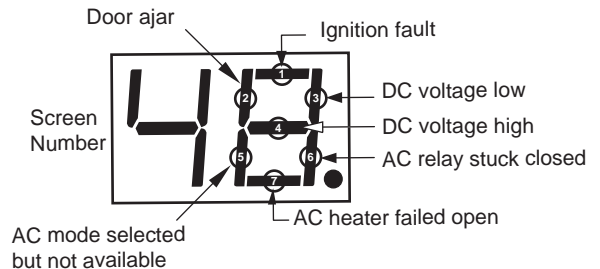 Door ajar
Ignition fault
1
2
3
DC voltage low
4
DC voltage high
Screen
Number
5
6
AC relay stuck closed
7
AC heater failed open
AC mode selected
but not available